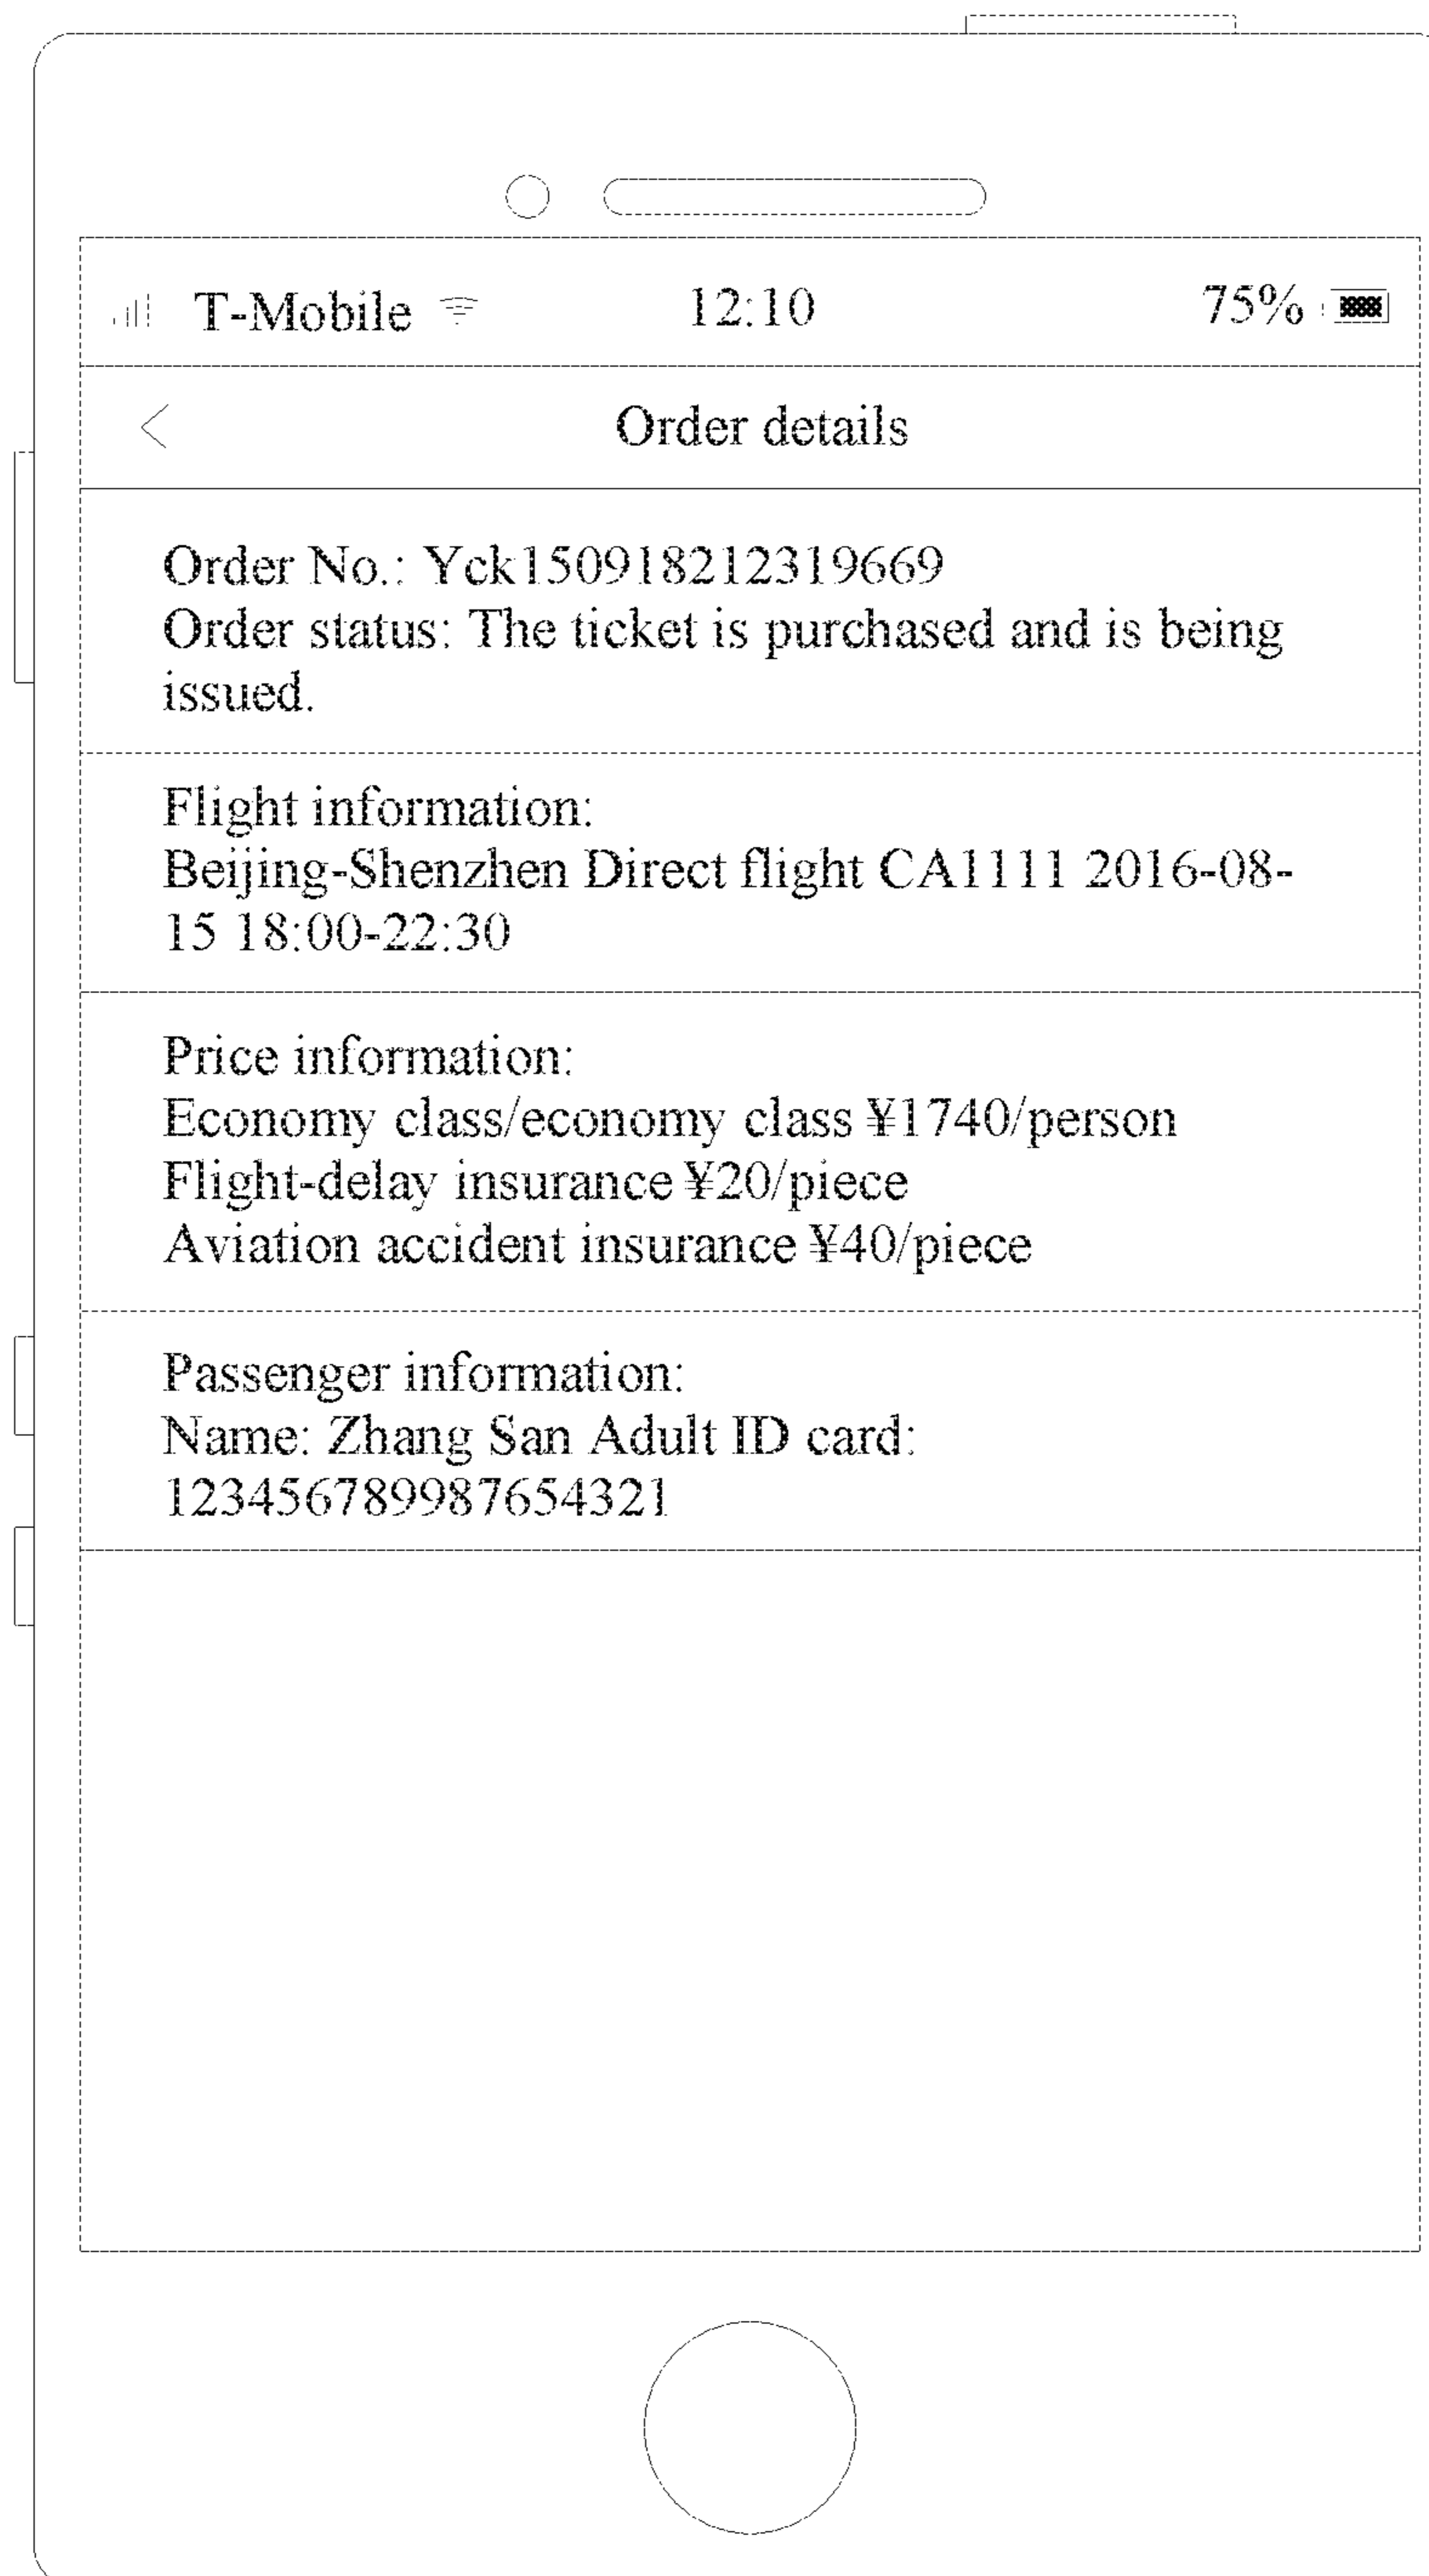 T-Mobile 12:10 75%
<
Order details
Order No.: Yck150918212319669
Order status: The ticket is purchased and is being
issued.
Flight information:
Beijing-Shenzhen Direct flight CA1111 2016-08-
15 18:00-22:30
Price information:
Economy class/economy class ¥1740/person
Flight-delay insurance ¥20/piece
Aviation accident insurance ¥40/piece
Passenger information:
Name: Zhang San Adult ID card:
123456789987654321